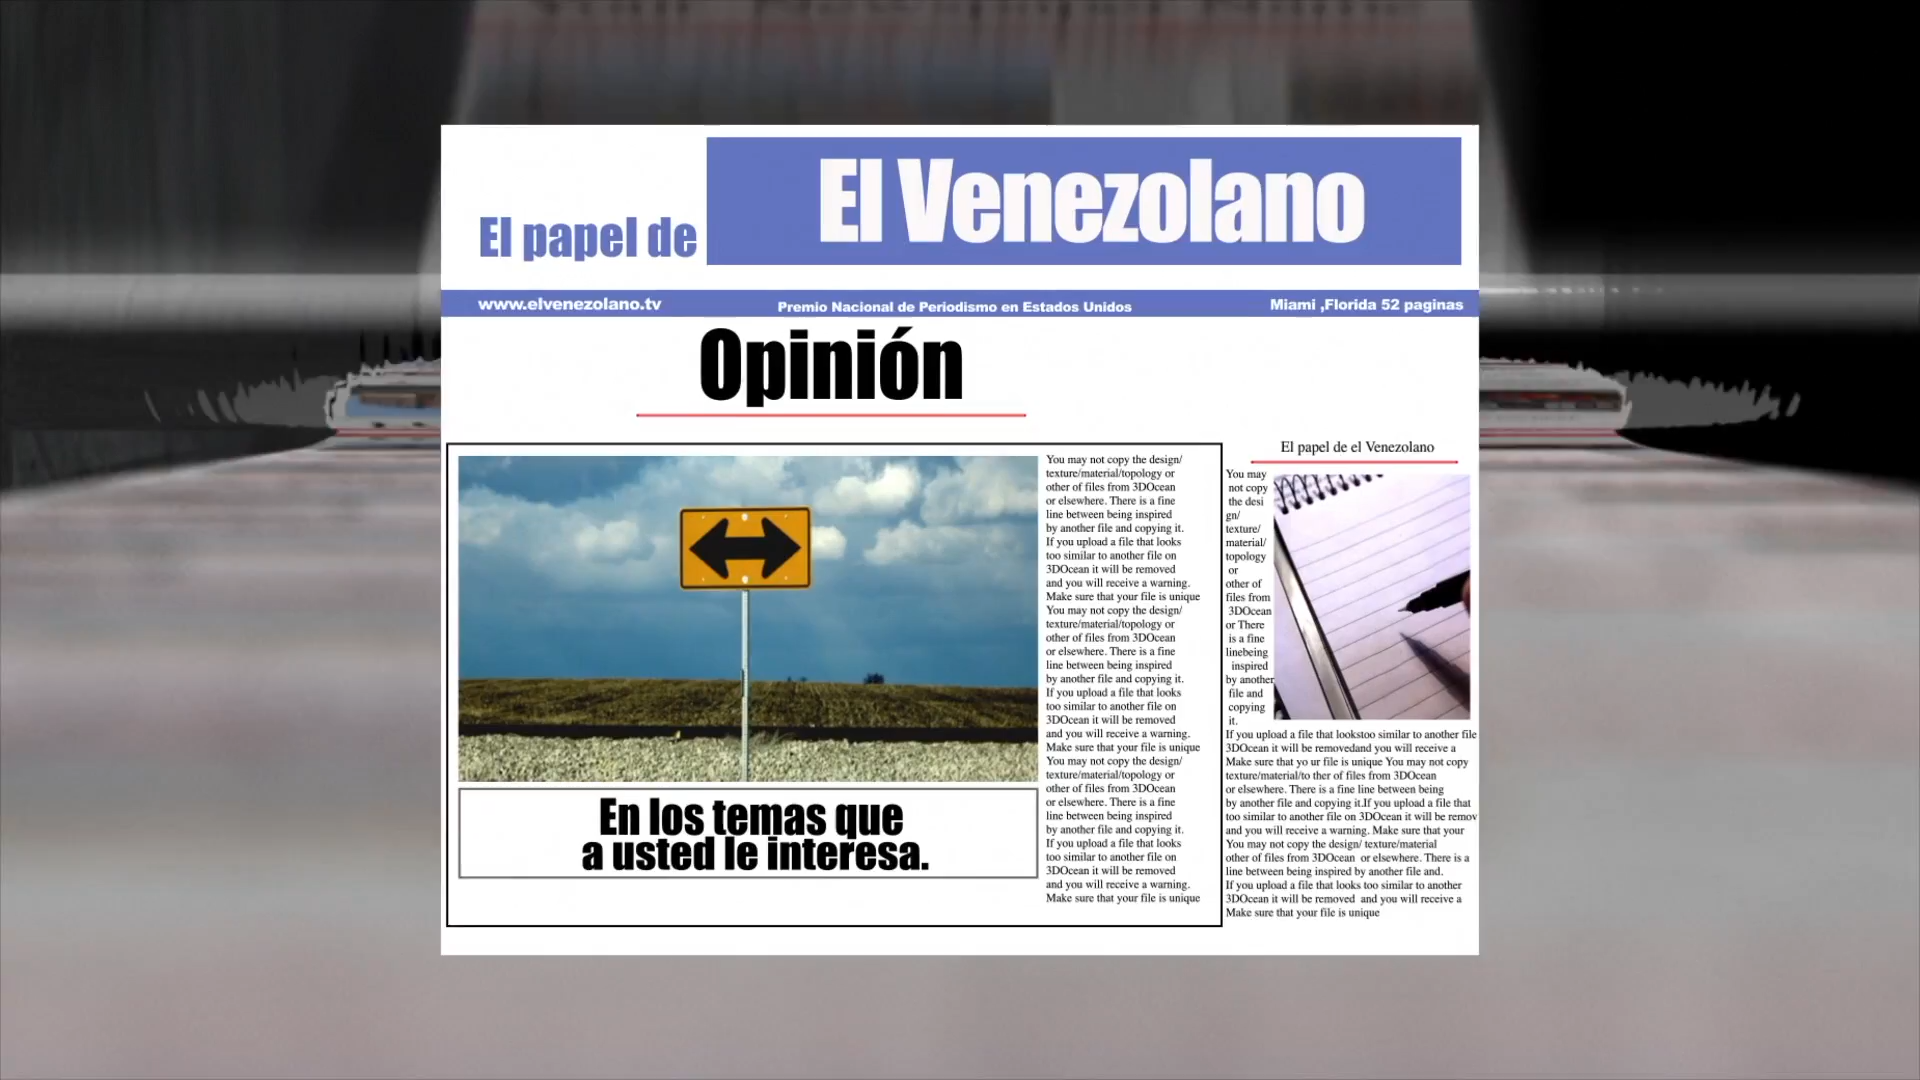 El papel de
El Venezolano
www.elvenezolano.tv
Premio Nacional de Periodismo en Estados Unidos
Miami ,Florida 52 paginas
Opinión
En los temas que
a usted le interesa.
You may not copy the design/
texture/material/topology or
other of files from 3DOcean
or elsewhere. There is a fine
line between being inspired
by another file and copying it.
If you upload a file that looks
too similar to another file on
3DOcean it will be removed
and you will receive a warning.
Make sure that your file is unique
You may not copy the design/
texture/material/topology or
other of files from 3DOcean
or elsewhere. There is a fine
line between being inspired
by another file and copying it.
If you upload a file that looks
too similar to another file on
3DOcean it will be removed
and you will receive a warning.
Make sure that your file is unique
You may not copy the design/
texture/material/topology or
other of files from 3DOcean
or elsewhere. There is a fine
line between being inspired
by another file and copying it.
If you upload a file that looks
too similar to another file on
3DOcean it will be removed
and you will receive a warning.
Make sure that your file is unique
El papel de el Venezolano
You may
not copy
the desi
gn/
texture/
material/
topology
or
other of
files from
3DOcean
or There
is a fine
linebeing
inspired
by another
file and
copying
it.
If you upload a file that lookstoo similar to another file
3DOcean it will be removedand you will receive a
Make sure that yo ur file is unique You may not copy
texture/material/to ther of files from 3DOcean
or elsewhere. There is a fine line between being
by another file and copying it.If you upload a file that
too similar to another file on 3DOcean it will be remov
and you will receive a warning. Make sure that your
You may not copy the design/ texture/material
other of files from 3DOcean or elsewhere. There is a
line between being inspired by another file and.
If you upload a file that looks too similar to another
3DOcean it will be removed and you will receive a
Make sure that your file is unique